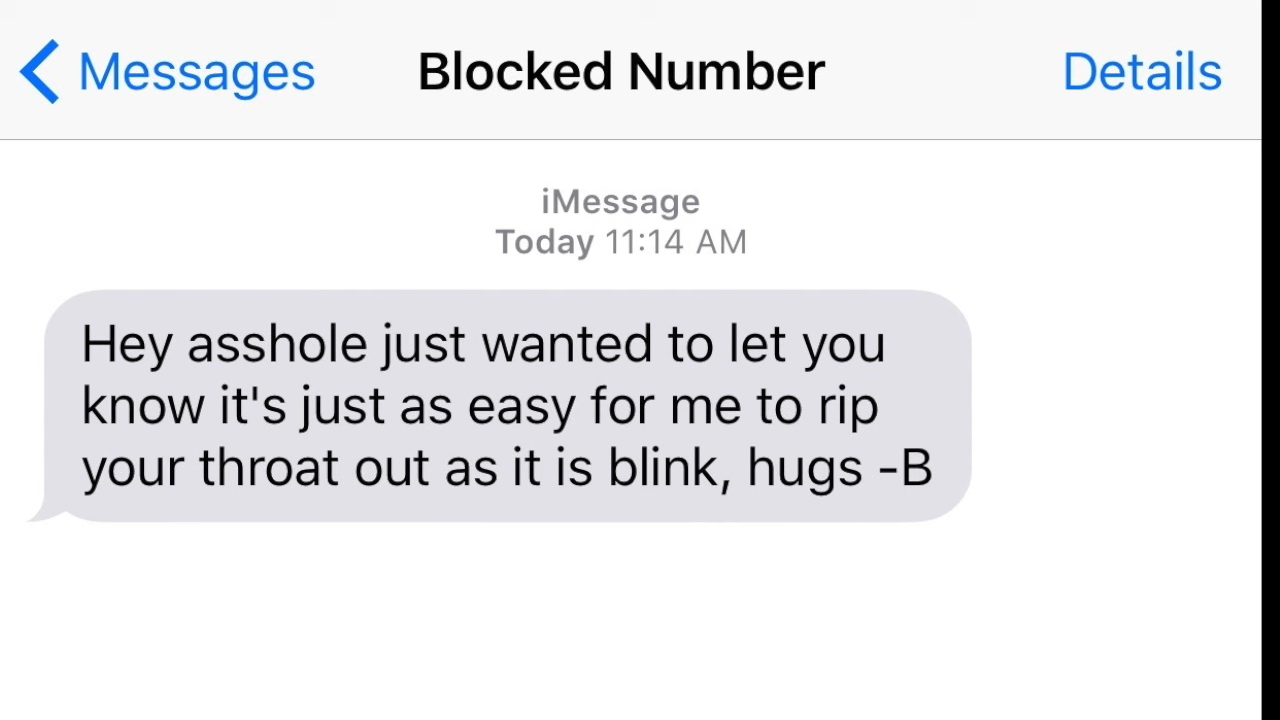 Messages Blocked Number Details
iMessage
Today 11:14 AM
Hey asshole just wanted to let you
know it's just as easy for me to rip
your throat out as it is blink, hugs -B